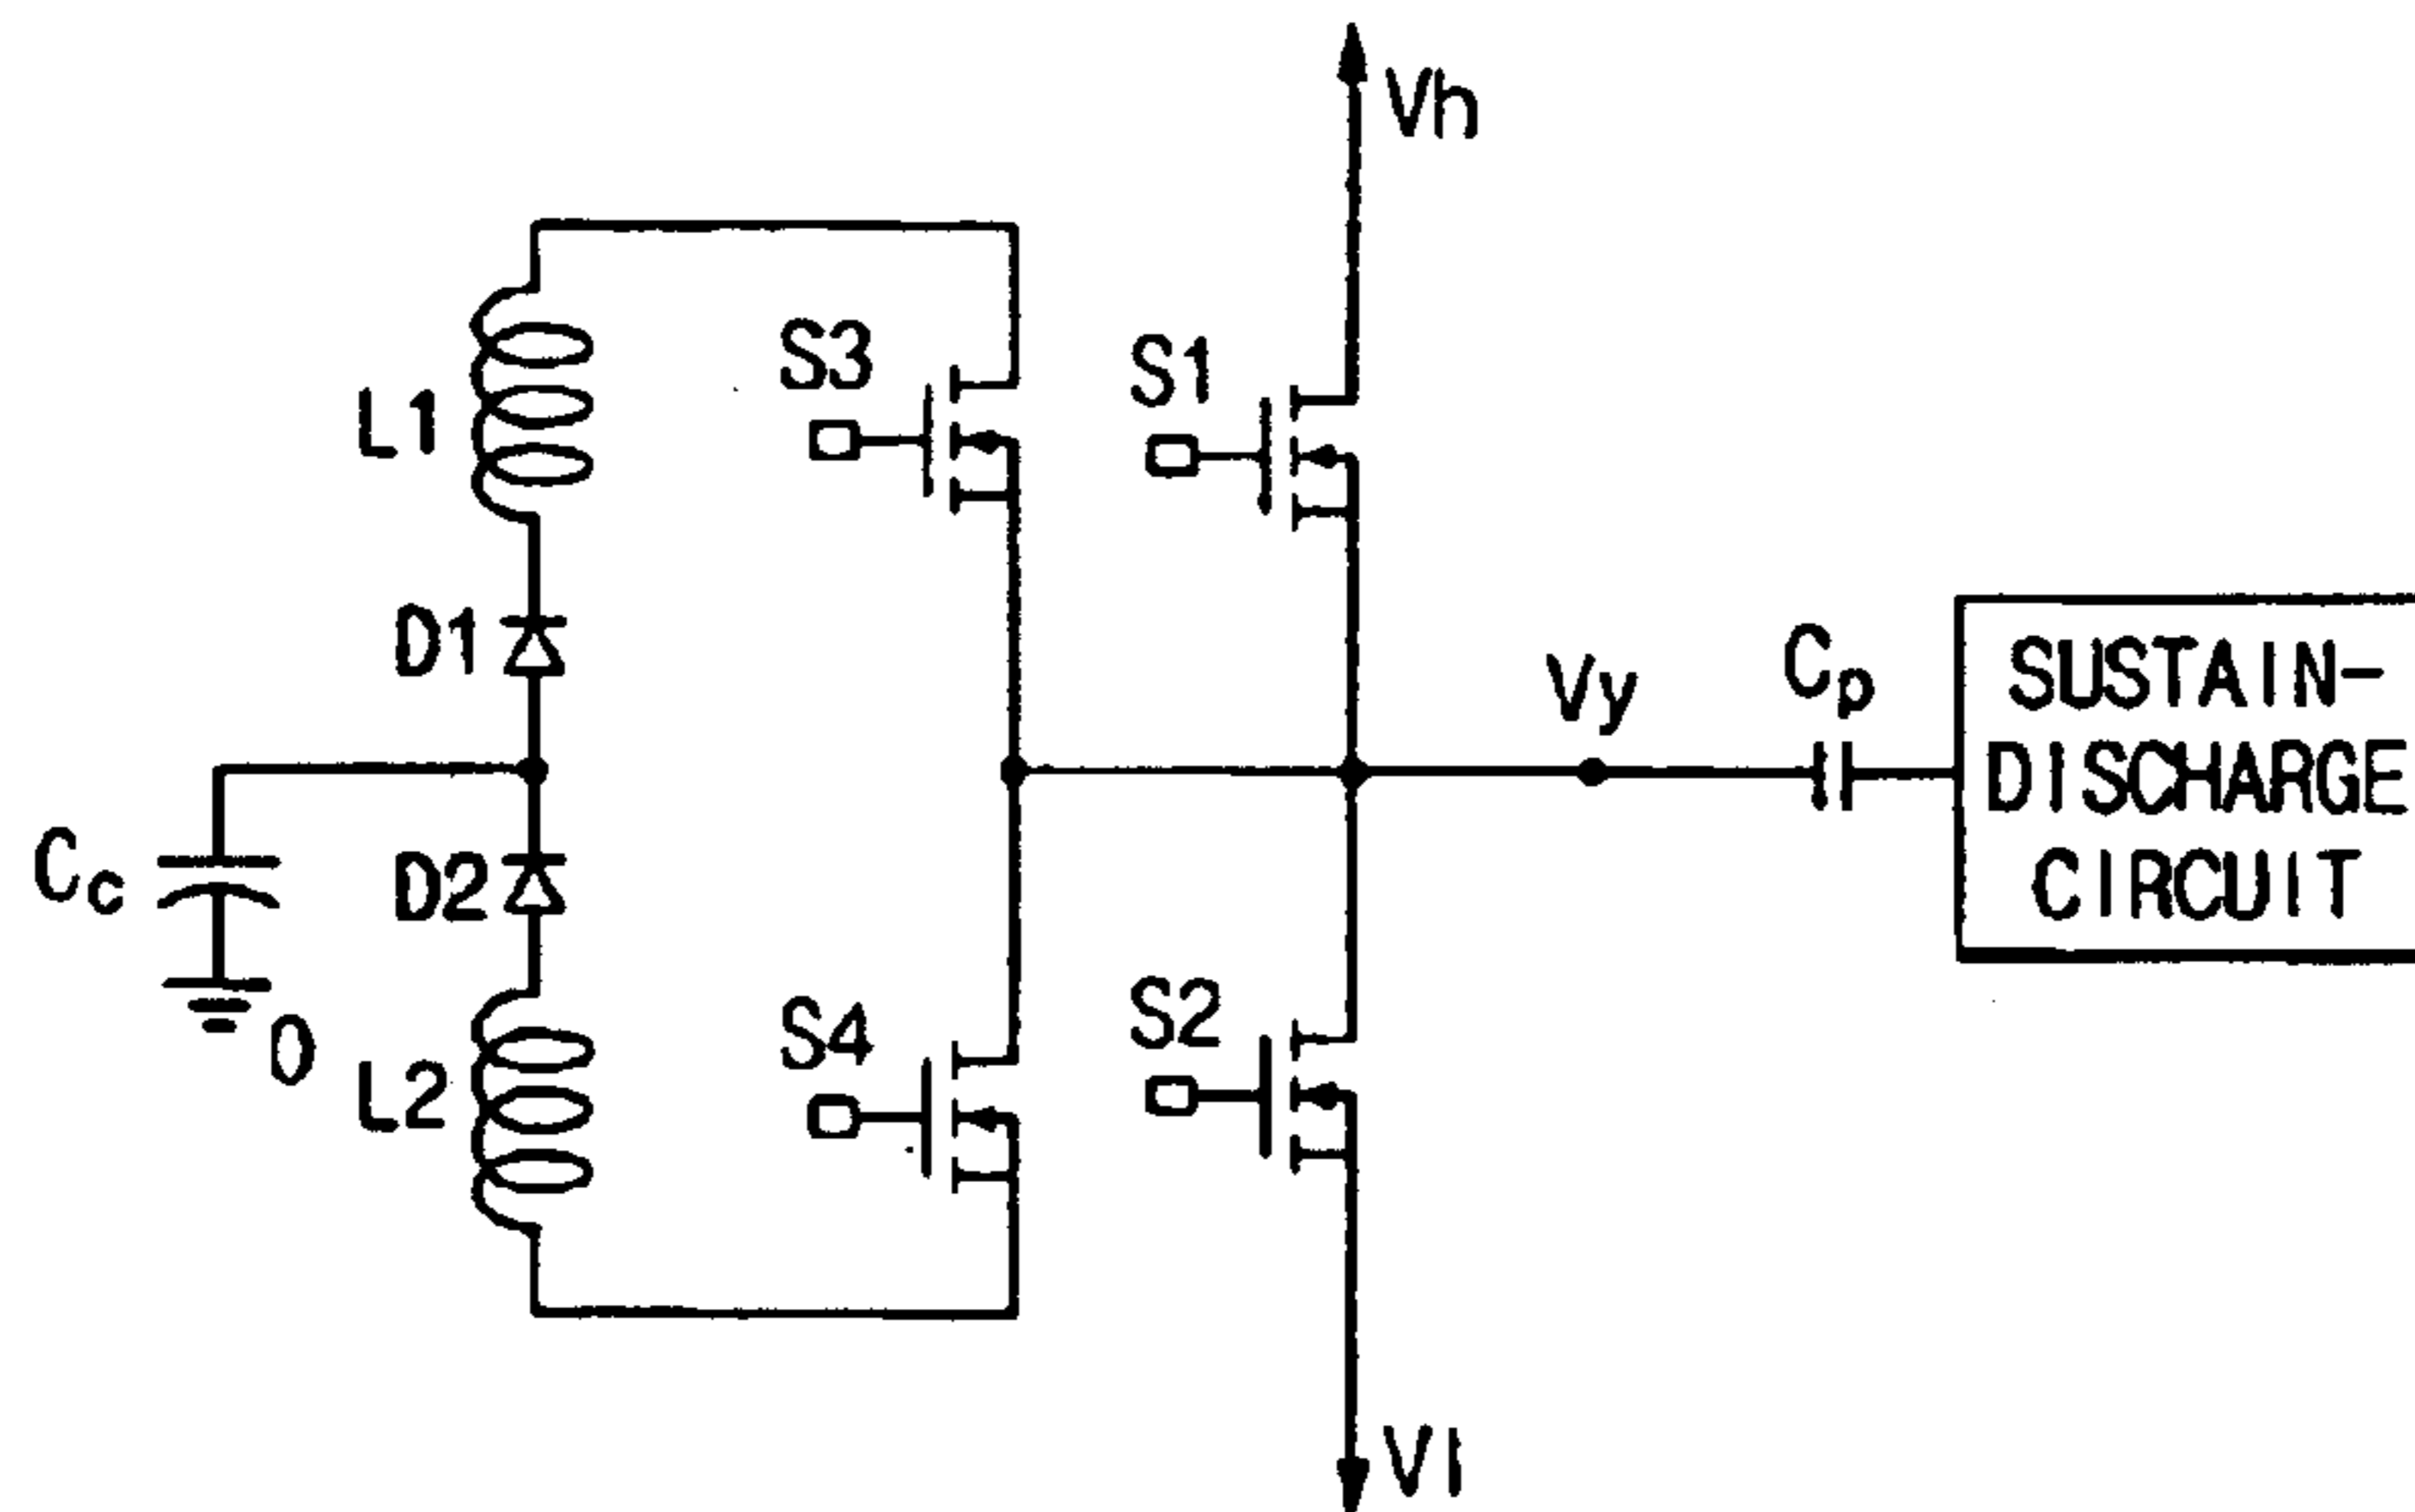 Vh
S3
S1
L1
D1
Vy
Cp
SUSTAIN-
DISCHARGE
CIRCUIT
Cc
D2
0
L2
S4
S2
Vl